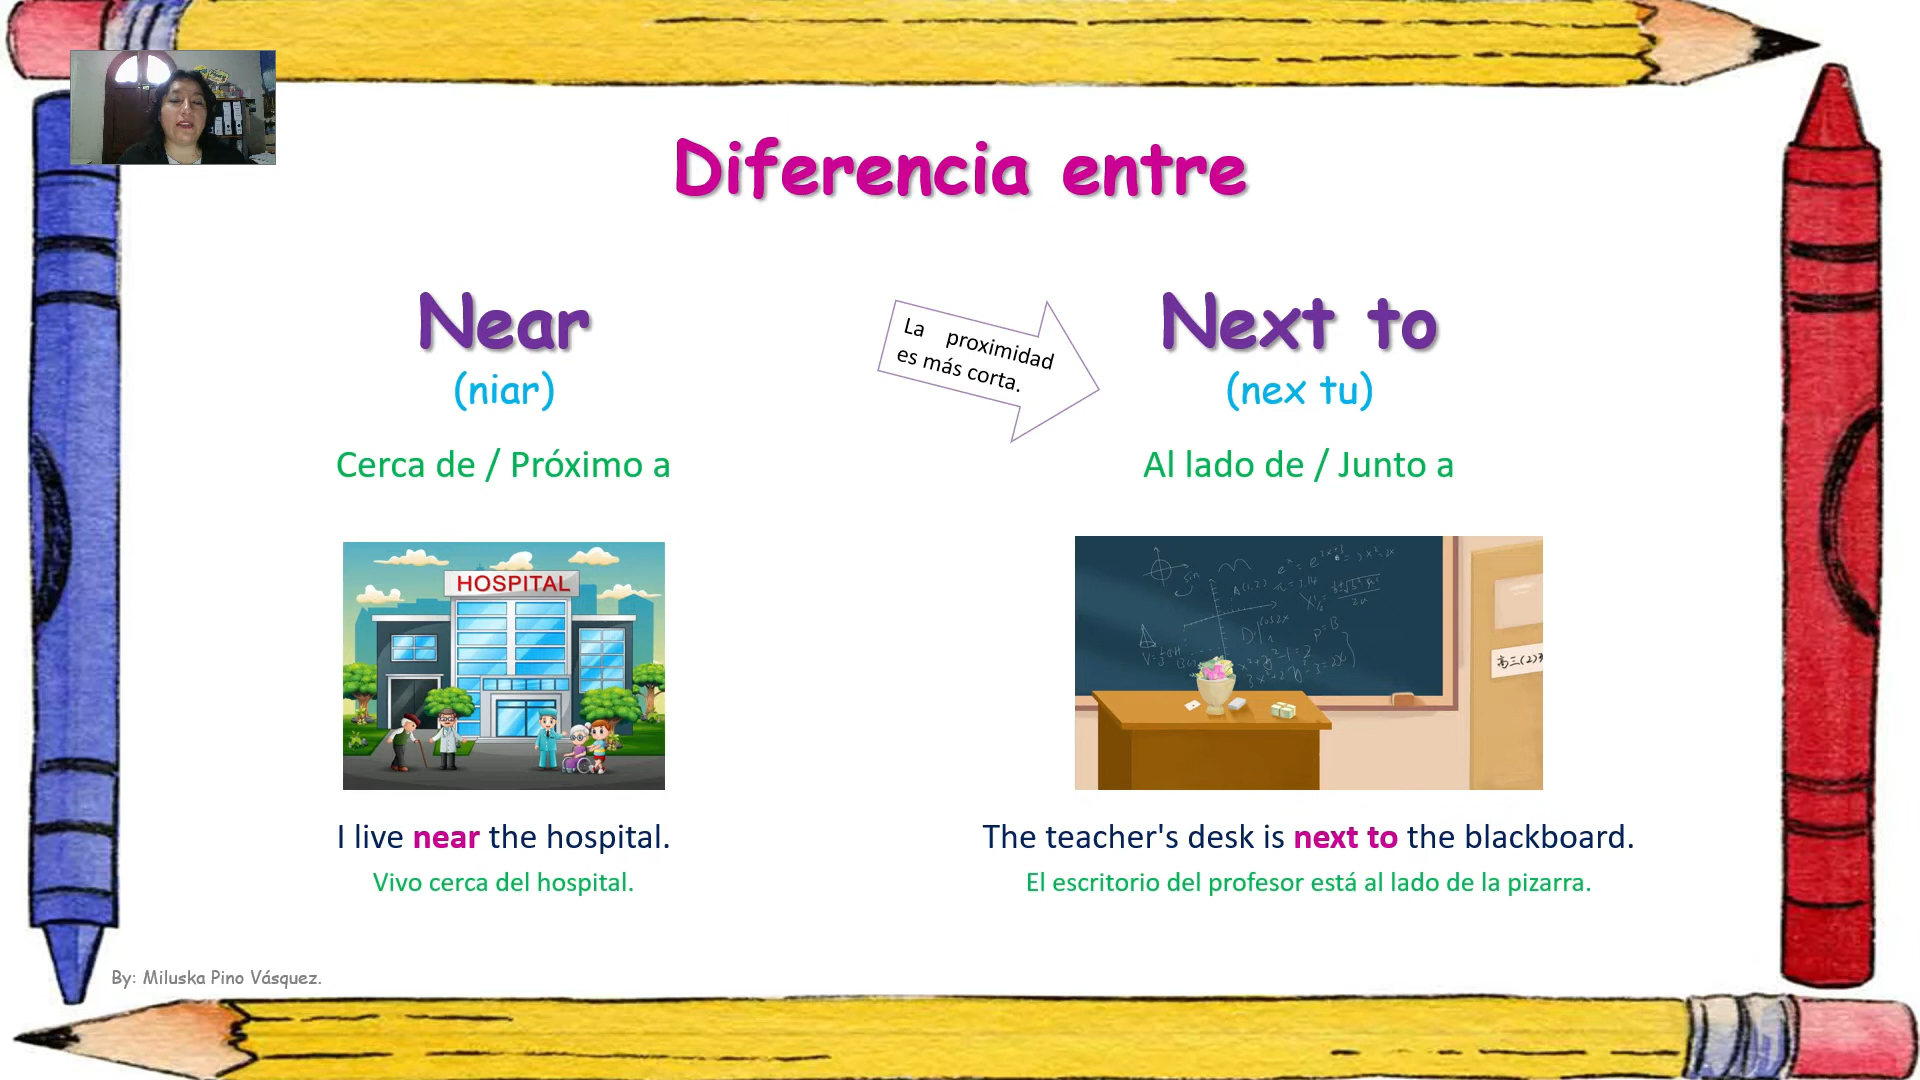 Diferencia entre
Near
(niar)
Cerca de / Próximo a
HOSPITAL
I live near the hospital.
Vivo cerca del hospital.
La proximidad
es más corta.
Next to
(nex tu)
Al lado de / Junto a
The teacher's desk is next to the blackboard.
El escritorio del profesor está al lado de la pizarra.
By: Miluska Pino Vásquez.